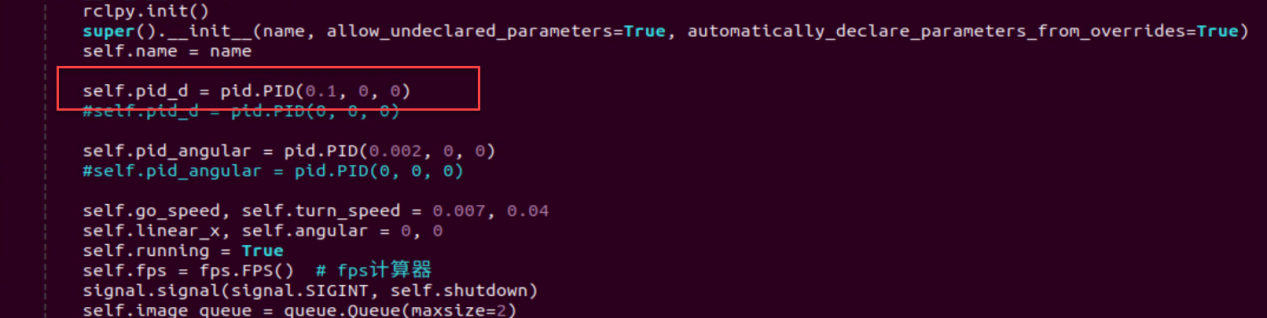 rclpy.init()
super().__init__(name, allow_undeclared_parameters=True, automatically_declare_parameters_from_overrides=True)
self.name = name
self.pid_d = pid.PID(0.1, 0, 0)
#self.pid_d = pid.PID(0, 0, 0)
self.pid_angular = pid.PID(0.002, 0, 0)
#self.pid_angular = pid.PID(0, 0, 0)
self.go_speed, self.turn_speed = 0.007, 0.04
self.linear_x, self.angular = 0, 0
self.running = True
self.fps = fps.FPS()  # fps计算器
signal.signal(signal.SIGINT, self.shutdown)
self.image_queue = queue.Queue(maxsize=2)